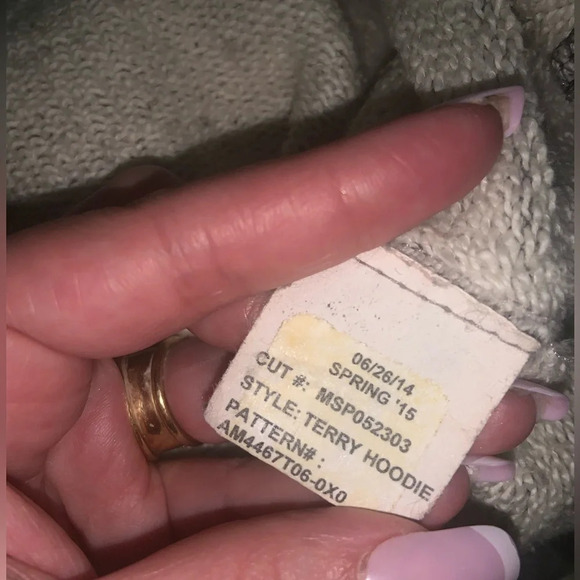 06/26/14
SPRING '15
CUT #: MSP052303
STYLE: TERRY HOODIE
PATTERN# :
AM4467T06-0X0